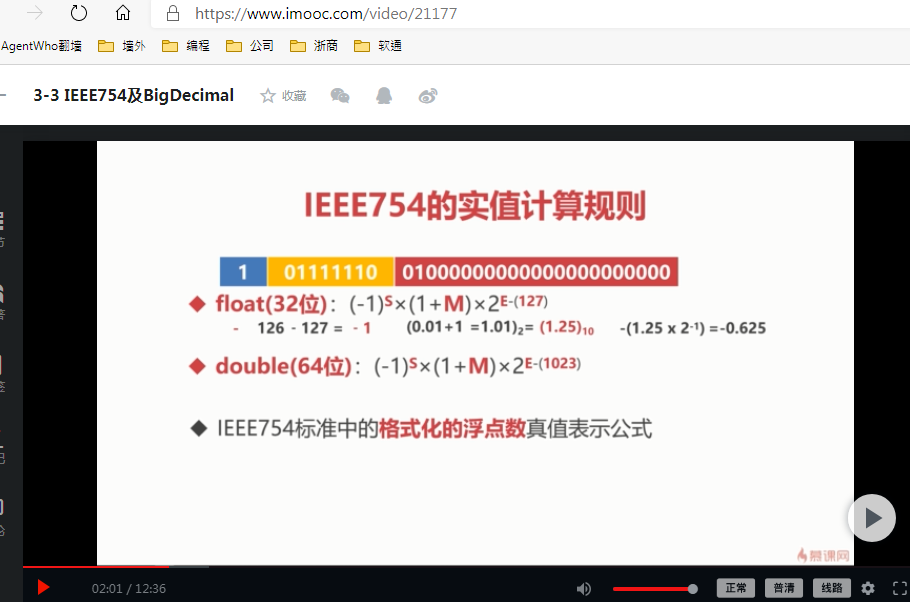 https://www.imooc.com/video/21177
AgentWho翻墙 墙外 编程 公司 浙商 软通
3-3 IEEE754及BigDecimal 收藏
IEEE754的实值计算规则
1 01111110 01000000000000000000000
float(32位)：(-1)ˢ×(1+M)×2ᴱ⁻⁽¹²⁷⁾
- 126 - 127 = - 1 (0.01+1 =1.01)₂= (1.25)₁₀ -(1.25 x 2⁻¹) =-0.625
double(64位)：(-1)ˢ×(1+M)×2ᴱ⁻⁽¹⁰²³⁾
IEEE754标准中的格式化的浮点数真值表示公式
慕课网
02:01 / 12:36 正常 普清 线路